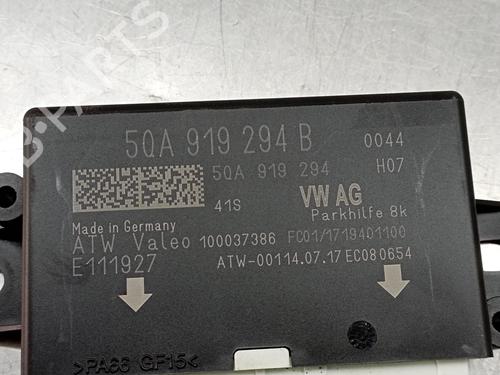 5QA 919 294 B
0044
5QA 919 294
H07
41S
VW AG
Parkhilfe 8k
Made in Germany
ATW Valeo 100037386 FC01/1719401100
E111927
ATW-00114.07.17 EC080654
>PA66 GF15<